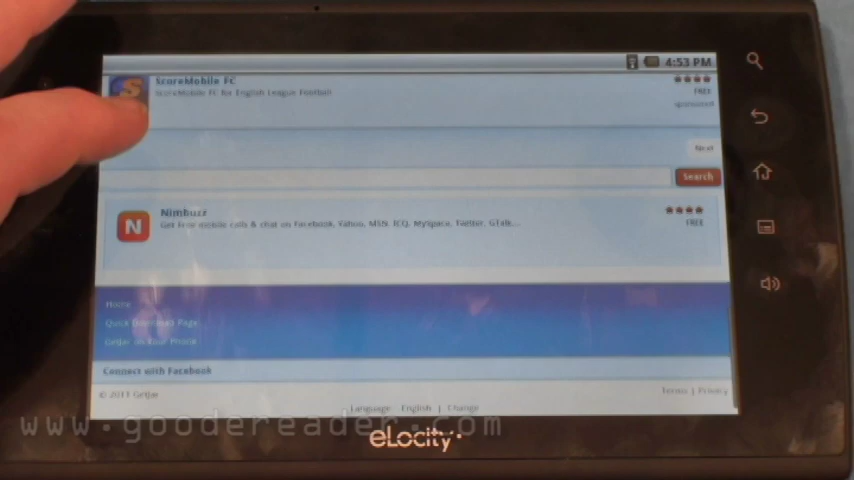 4:53 PM
ScoreMobile FC
ScoreMobile FC for English League Football
FREE
sponsored
Next
Search
Nimbuzz
Get Free mobile calls & chat on Facebook, Yahoo, MSN, ICQ, MySpace, Twitter, GTalk...
FREE
N
Home
Quick Download Page
GetJar on Your Phone
Connect with Facebook
© 2011 GetJar
Terms | Privacy
Language English | Change
www.goodereader.com
eLocity